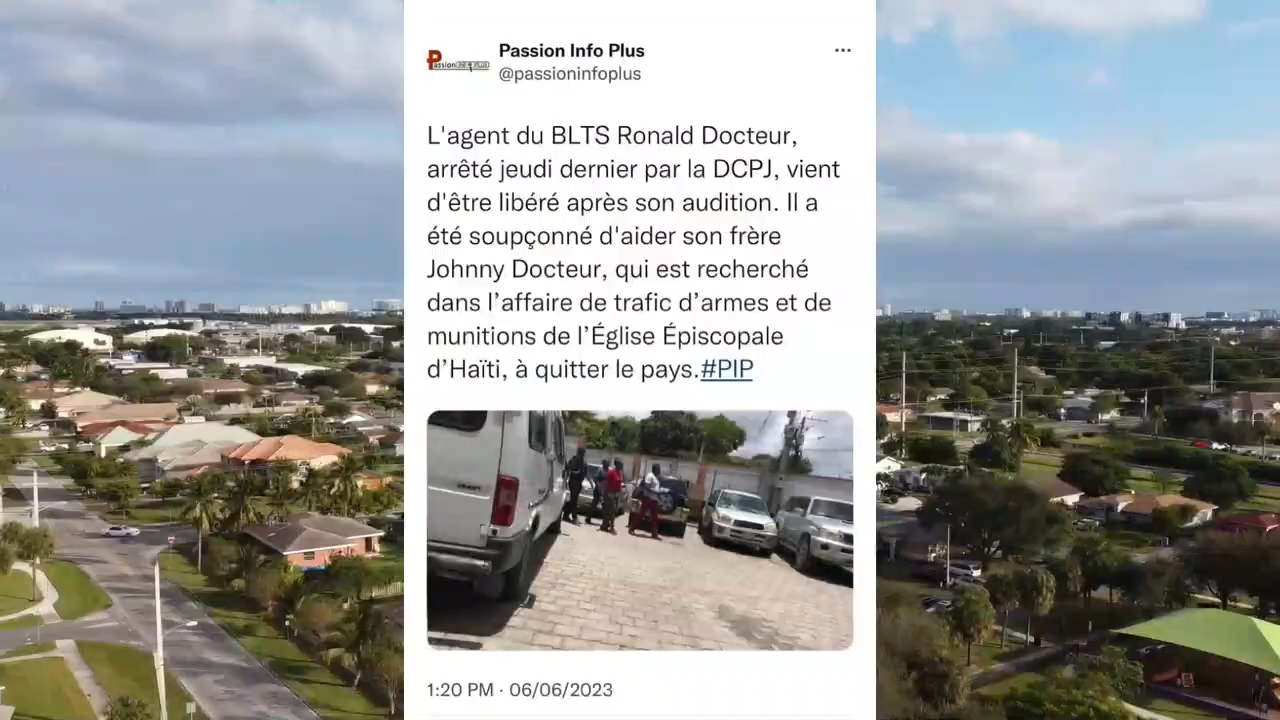 Passion Info Plus
@passioninfoplus
L'agent du BLTS Ronald Docteur,
arrêté jeudi dernier par la DCPJ, vient
d'être libéré après son audition. Il a
été soupçonné d'aider son frère
Johnny Docteur, qui est recherché
dans l’affaire de trafic d’armes et de
munitions de l’Église Épiscopale
d’Haïti, à quitter le pays.#PIP
1:20 PM · 06/06/2023